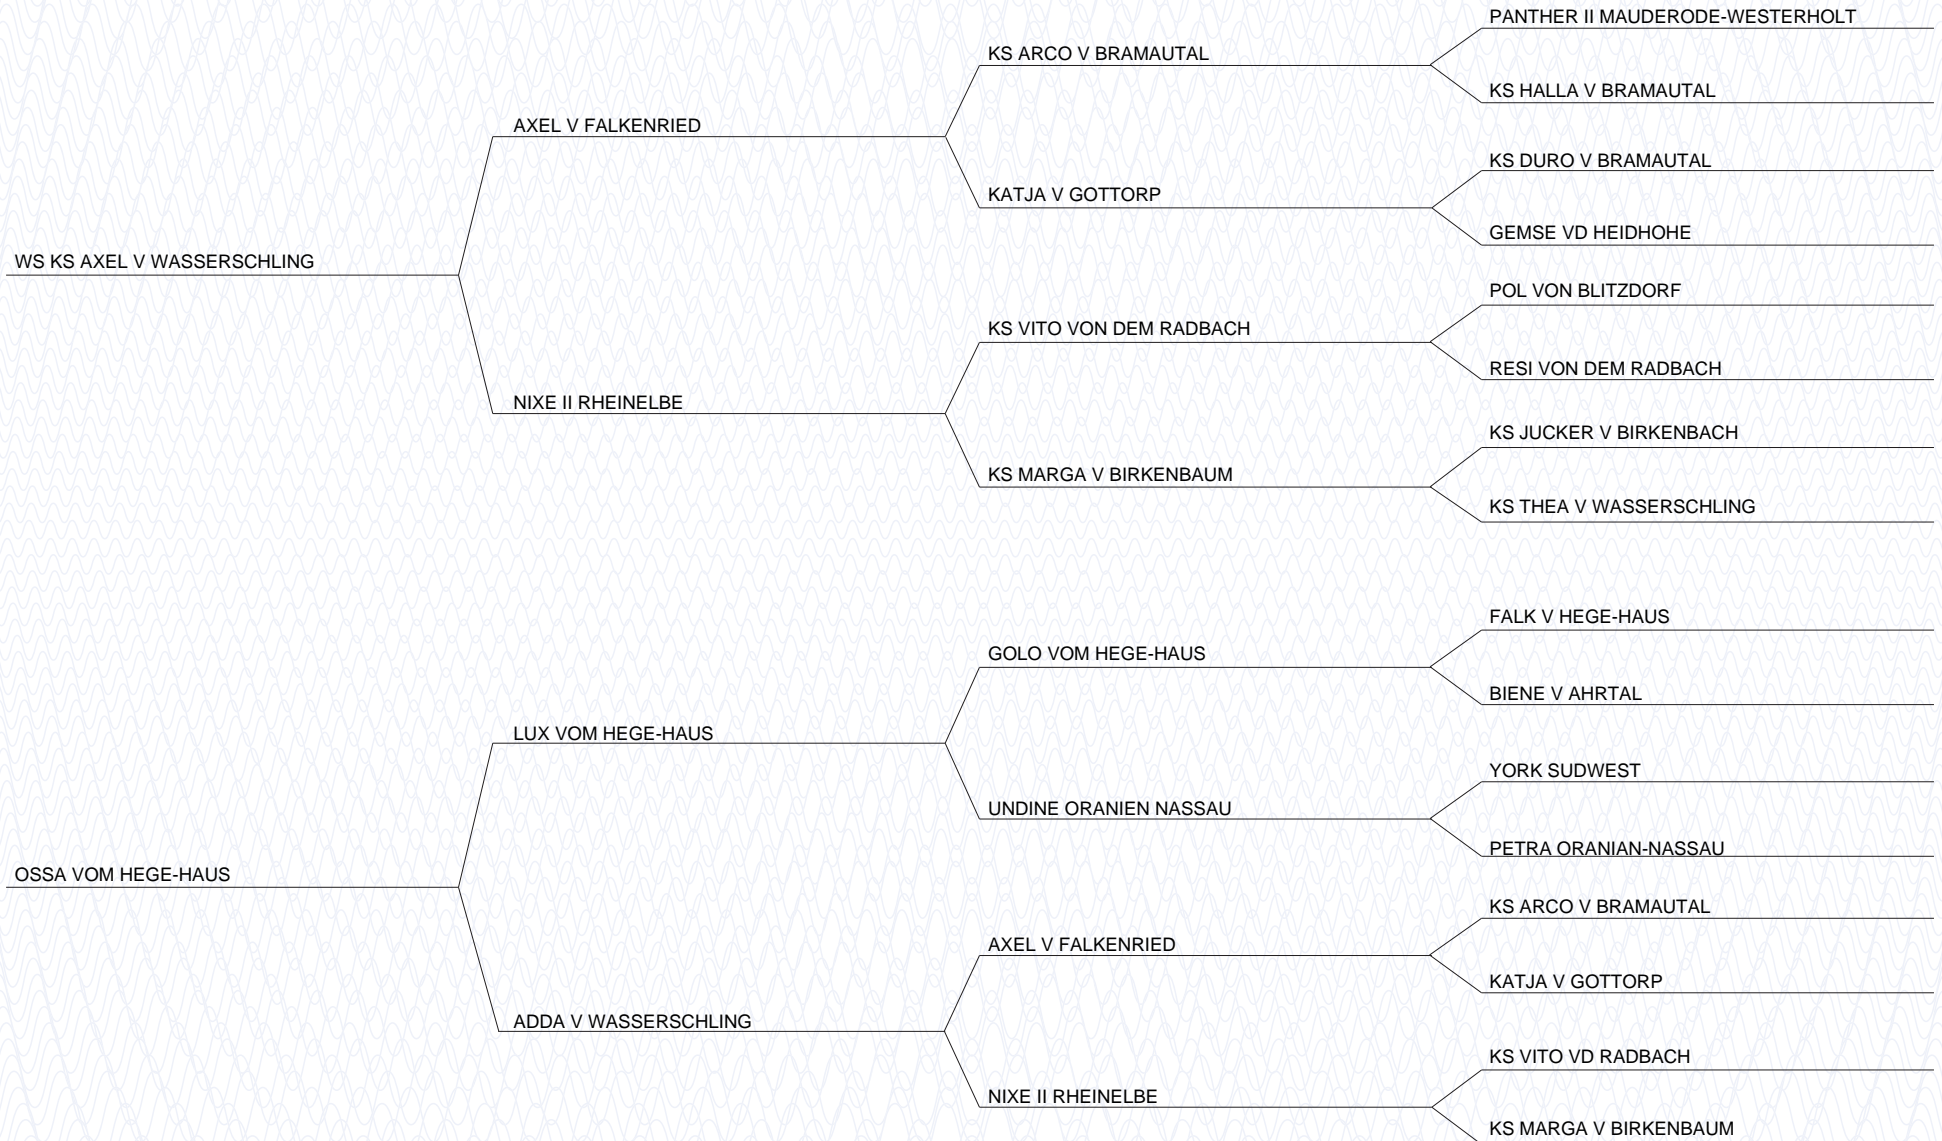 PANTHER II MAUDERODE-WESTERHOLT
KS ARCO V BRAMAUTAL
KS HALLA V BRAMAUTAL
AXEL V FALKENRIED
KS DURO V BRAMAUTAL
KATJA V GOTTORP
GEMSE VD HEIDHOHE
WS KS AXEL V WASSERSCHLING
POL VON BLITZDORF
KS VITO VON DEM RADBACH
RESI VON DEM RADBACH
NIXE II RHEINELBE
KS JUCKER V BIRKENBACH
KS MARGA V BIRKENBAUM
KS THEA V WASSERSCHLING
FALK V HEGE-HAUS
GOLO VOM HEGE-HAUS
BIENE V AHRTAL
LUX VOM HEGE-HAUS
YORK SUDWEST
UNDINE ORANIEN NASSAU
PETRA ORANIAN-NASSAU
OSSA VOM HEGE-HAUS
KS ARCO V BRAMAUTAL
AXEL V FALKENRIED
KATJA V GOTTORP
ADDA V WASSERSCHLING
KS VITO VD RADBACH
NIXE II RHEINELBE
KS MARGA V BIRKENBAUM